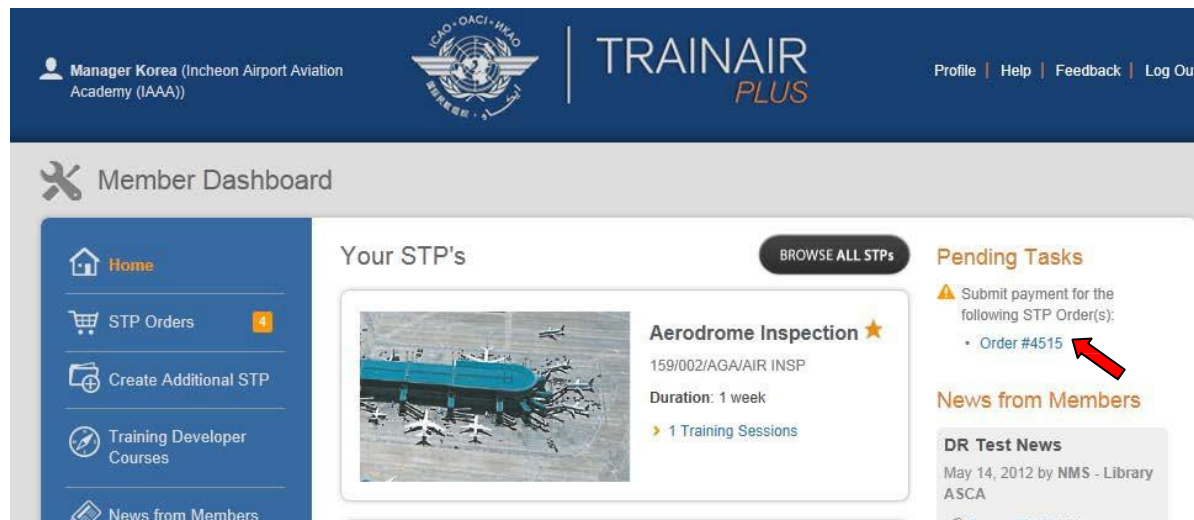 Manager Korea (Incheon Airport Aviation
Academy (IAAA))
ICAO · OACI · ИКАО
TRAINAIR
PLUS
Profile | Help | Feedback | Log Ou
Member Dashboard
Home
STP Orders 4
Create Additional STP
Training Developer
Courses
News from Members
Your STP's
BROWSE ALL STPs
Aerodrome Inspection
159/002/AGA/AIR INSP
Duration: 1 week
1 Training Sessions
Pending Tasks
Submit payment for the
following STP Order(s):
• Order #4515
News from Members
DR Test News
May 14, 2012 by NMS - Library
ASCA